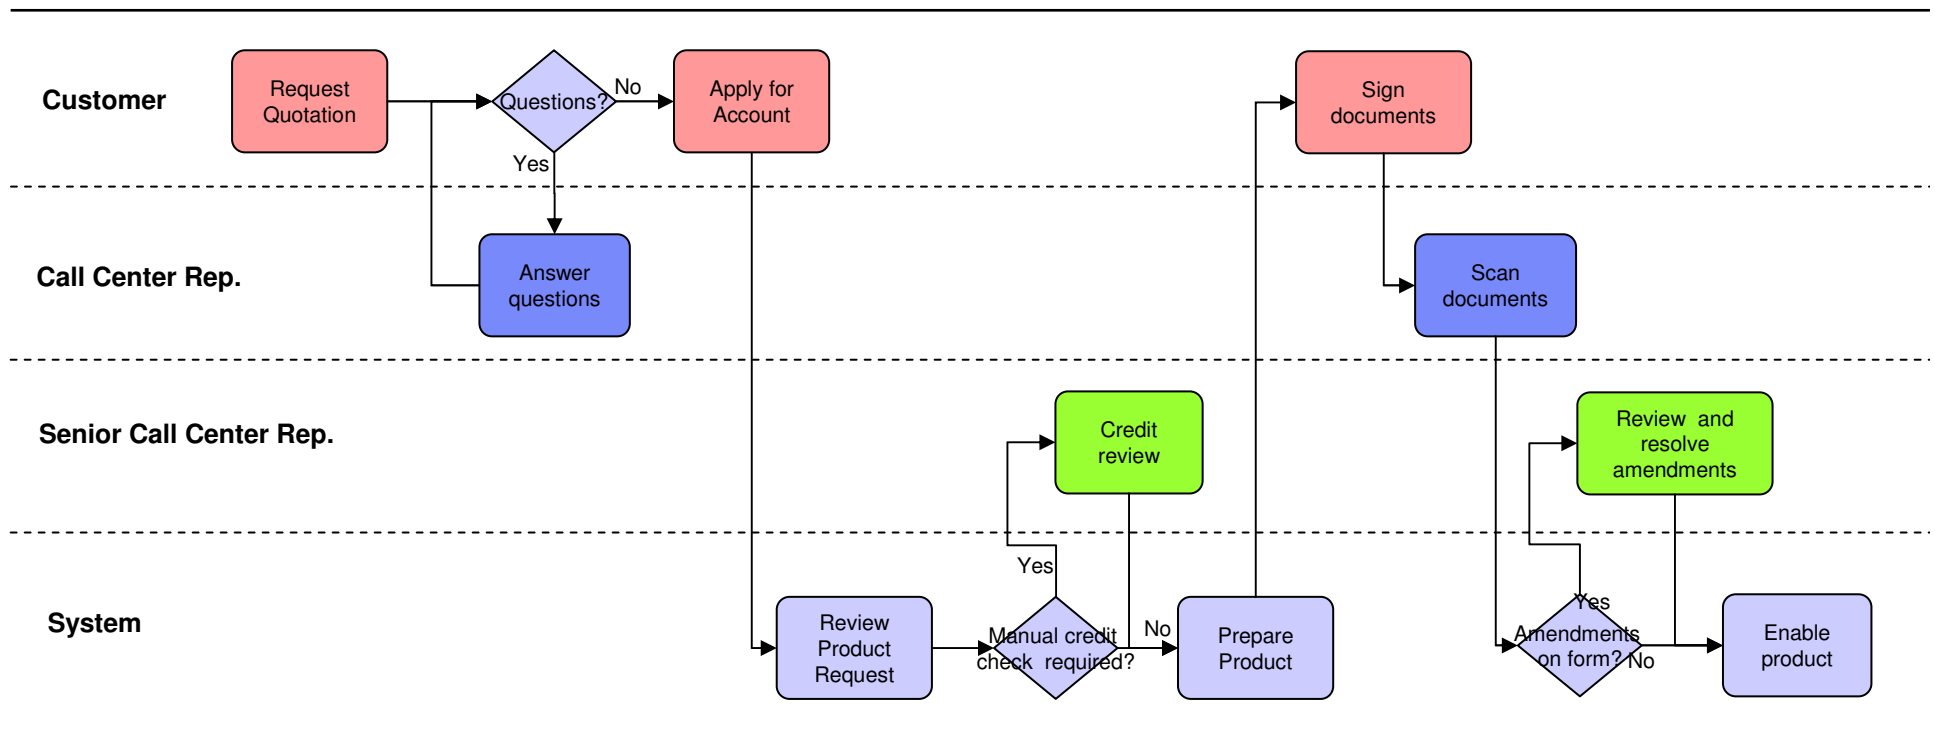 Customer
Request
Quotation
Questions?
No
Yes
Apply for
Account
Sign
documents
Call Center Rep.
Answer
questions
Scan
documents
Senior Call Center Rep.
Credit
review
Review and
resolve
amendments
System
Review
Product
Request
Yes
Manual credit
check required?
No
Prepare
Product
Yes
Amendments
on form?
No
Enable
product